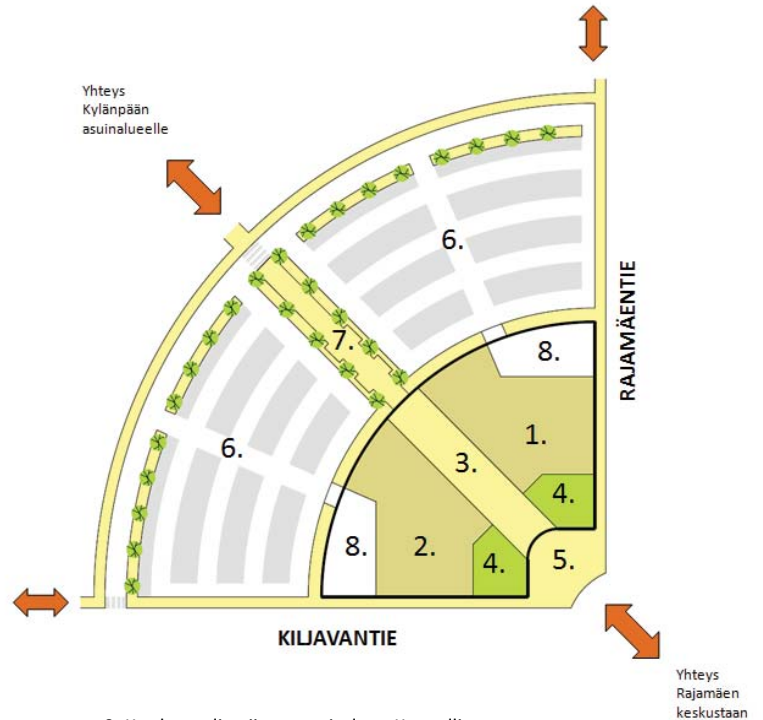 Yhteys
Kylänpään
asuinalueelle
6.
7.
8.
1.
3.
4.
6.
8.
2.
4.
5.
RAJAMÄENTIE
KILJAVANTIE
Yhteys
Rajamäen
keskustaan